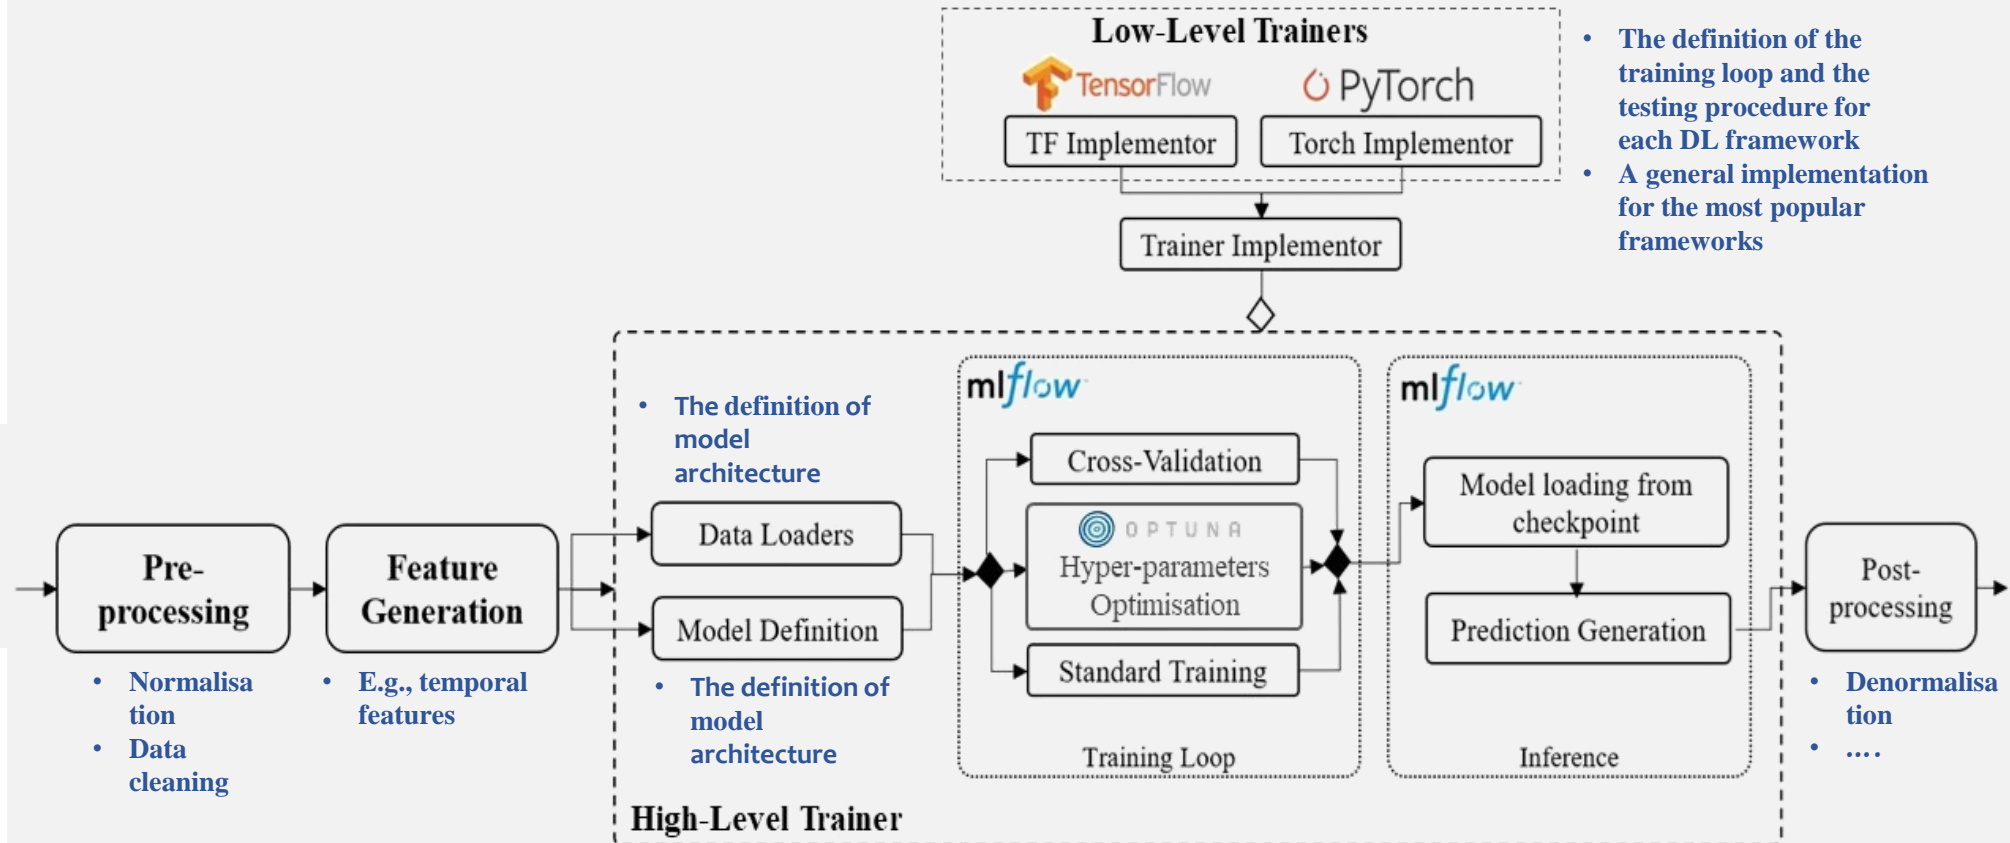 Low-Level Trainers
TensorFlow
PyTorch
TF Implementor
Torch Implementor
• The definition of the
training loop and the
testing procedure for
each DL framework
• A general implementation
for the most popular
frameworks
Trainer Implementor
• The definition of
model
architecture
Data Loaders
Model Definition
• The definition of
model
architecture
mlflow
Cross-Validation
OPTUNA
Hyper-parameters
Optimisation
Standard Training
Training Loop
mlflow
Model loading from
checkpoint
Prediction Generation
Inference
Pre-
processing
• Normalisa
tion
• Data
cleaning
Feature
Generation
• E.g., temporal
features
Post-
processing
• Denormalisa
tion
• ....
High-Level Trainer